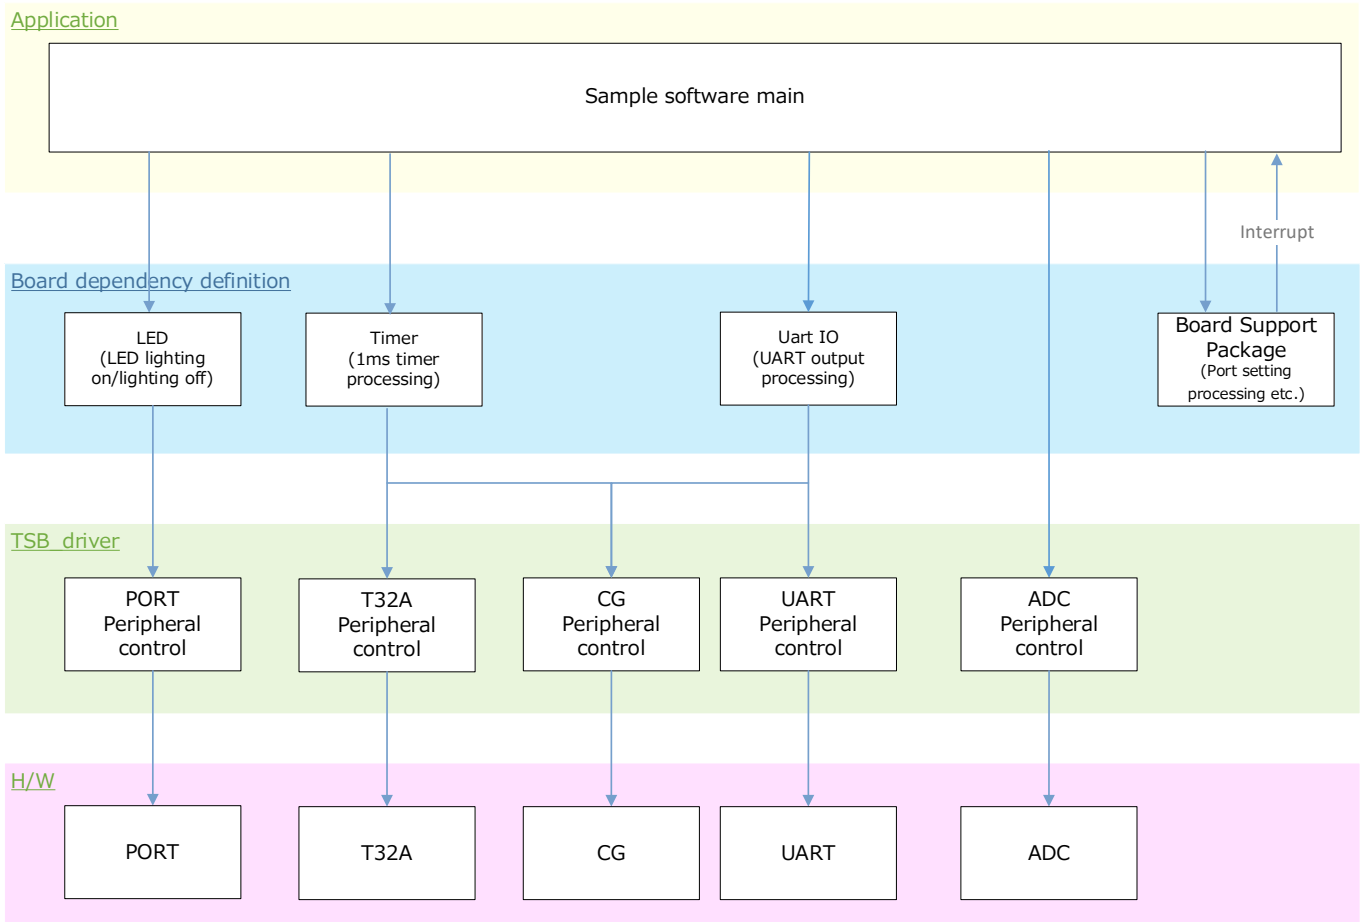 Application
Sample software main
Interrupt
Board dependency definition
LED
(LED lighting
on/lighting off)
Timer
(1ms timer
processing)
Uart IO
(UART output
processing)
Board Support
Package
(Port setting
processing etc.)
TSB_driver
PORT
Peripheral
control
T32A
Peripheral
control
CG
Peripheral
control
UART
Peripheral
control
ADC
Peripheral
control
H/W
PORT
T32A
CG
UART
ADC